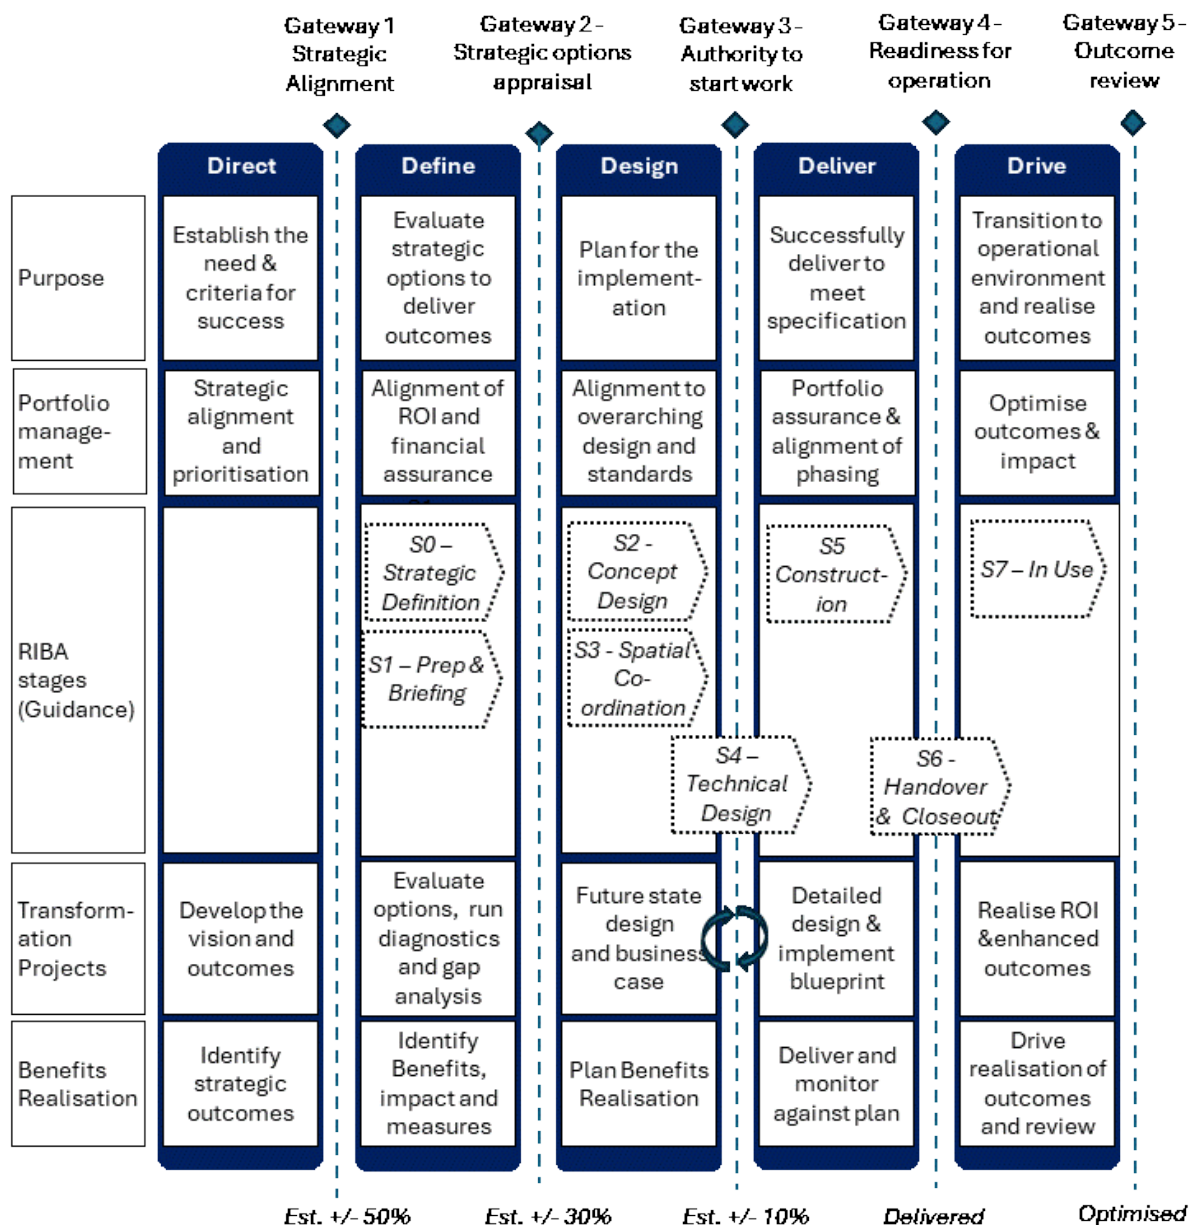 Gateway 1
Strategic
Alignment
Gateway 2 -
Strategic options
appraisal
Gateway 3 -
Authority to
start work
Gateway 4 -
Readiness for
operation
Gateway 5 -
Outcome
review
Direct
Define
Design
Deliver
Drive
Purpose
Establish the
need &
criteria for
success
Evaluate
strategic
options to
deliver
outcomes
Plan for the
implement-
ation
Successfully
deliver to
meet
specification
Transition to
operational
environment
and realise
outcomes
Portfolio
manage-
ment
Strategic
alignment
and
prioritisation
Alignment of
ROI and
financial
assurance
Alignment to
overarching
design and
standards
Portfolio
assurance &
alignment of
phasing
Optimise
outcomes &
impact
RIBA
stages
(Guidance)
S0 –
Strategic
Definition
S1 – Prep &
Briefing
S2 -
Concept
Design
S3 - Spatial
Co-
ordination
S4 –
Technical
Design
S5
Construct-
ion
S6 -
Handover
& Closeout
S7 – In Use
Transform-
ation
Projects
Develop the
vision and
outcomes
Evaluate
options, run
diagnostics
and gap
analysis
Future state
design
and business
case
Detailed
design &
implement
blueprint
Realise ROI
&enhanced
outcomes
Benefits
Realisation
Identify
strategic
outcomes
Identify
Benefits,
impact and
measures
Plan Benefits
Realisation
Deliver and
monitor
against plan
Drive
realisation of
outcomes
and review
Est. +/- 50%
Est. +/- 30%
Est. +/- 10%
Delivered
Optimised